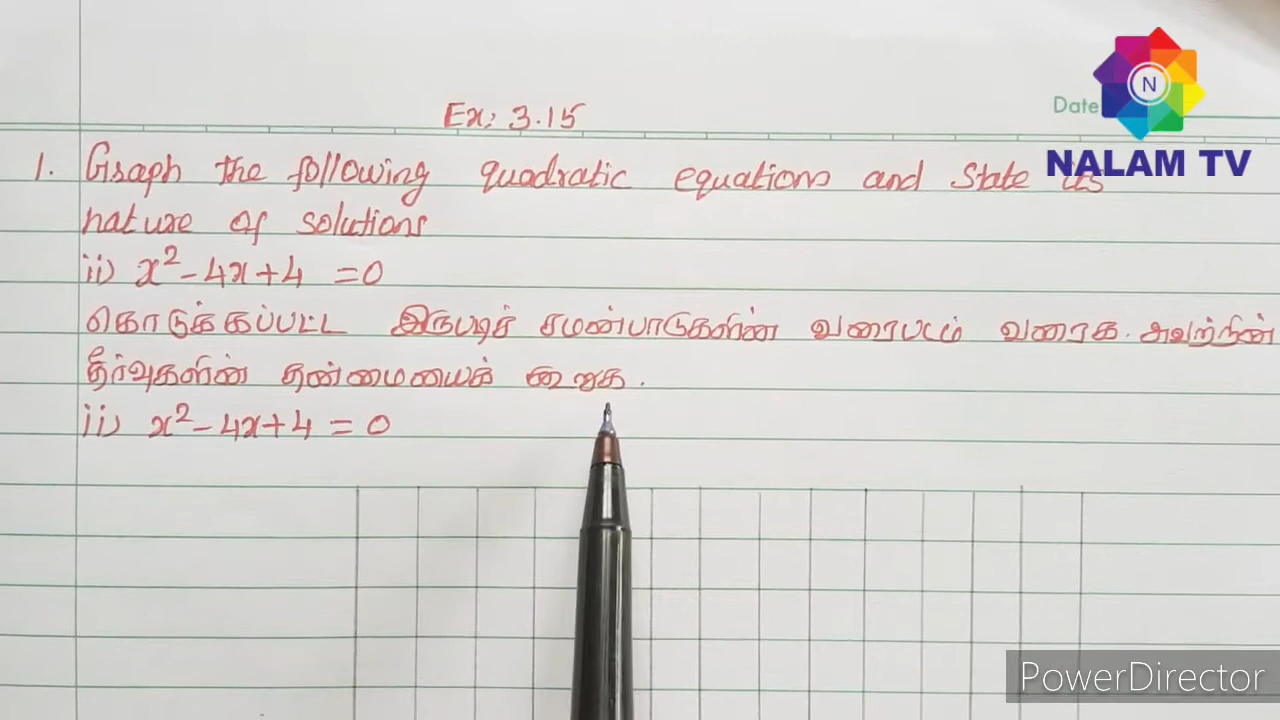 Ex: 3.15
Date
N
NALAM TV
1. Graph the following quadratic equations and state its
nature of solutions
ii) x² - 4x + 4 = 0
கொடுக்கப்பட்ட இருபடிச் சமன்பாடுகளின் வரைபடம் வரைக. அவற்றின்
தீர்வுகளின் தன்மையைக் கூறுக.
ii) x² - 4x + 4 = 0
PowerDirector